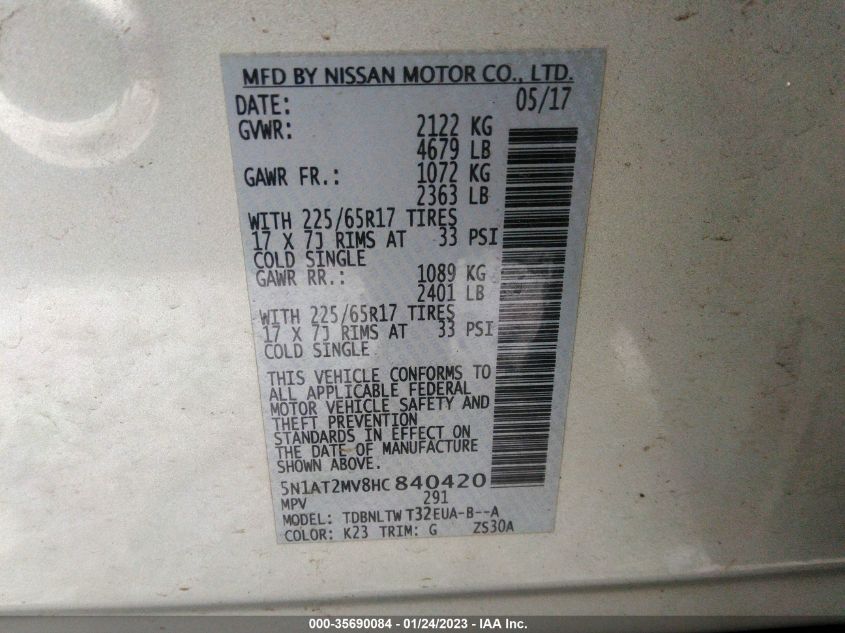 MFD BY NISSAN MOTOR CO., LTD.
DATE: 05/17
GVWR: 2122 KG
4679 LB
GAWR FR.: 1072 KG
2363 LB
WITH 225/65R17 TIRES
17 X 7J RIMS AT 33 PSI
COLD SINGLE
GAWR RR.: 1089 KG
2401 LB
WITH 225/65R17 TIRES
17 X 7J RIMS AT 33 PSI
COLD SINGLE
THIS VEHICLE CONFORMS TO
ALL APPLICABLE FEDERAL
MOTOR VEHICLE SAFETY AND
THEFT PREVENTION
STANDARDS IN EFFECT ON
THE DATE OF MANUFACTURE
SHOWN ABOVE.
5N1AT2MV8HC840420
MPV 291
MODEL: TDBNLTW T32EUA-B--A
COLOR: K23 TRIM: G ZS30A
000-35690084 - 01/24/2023 - IAA Inc.